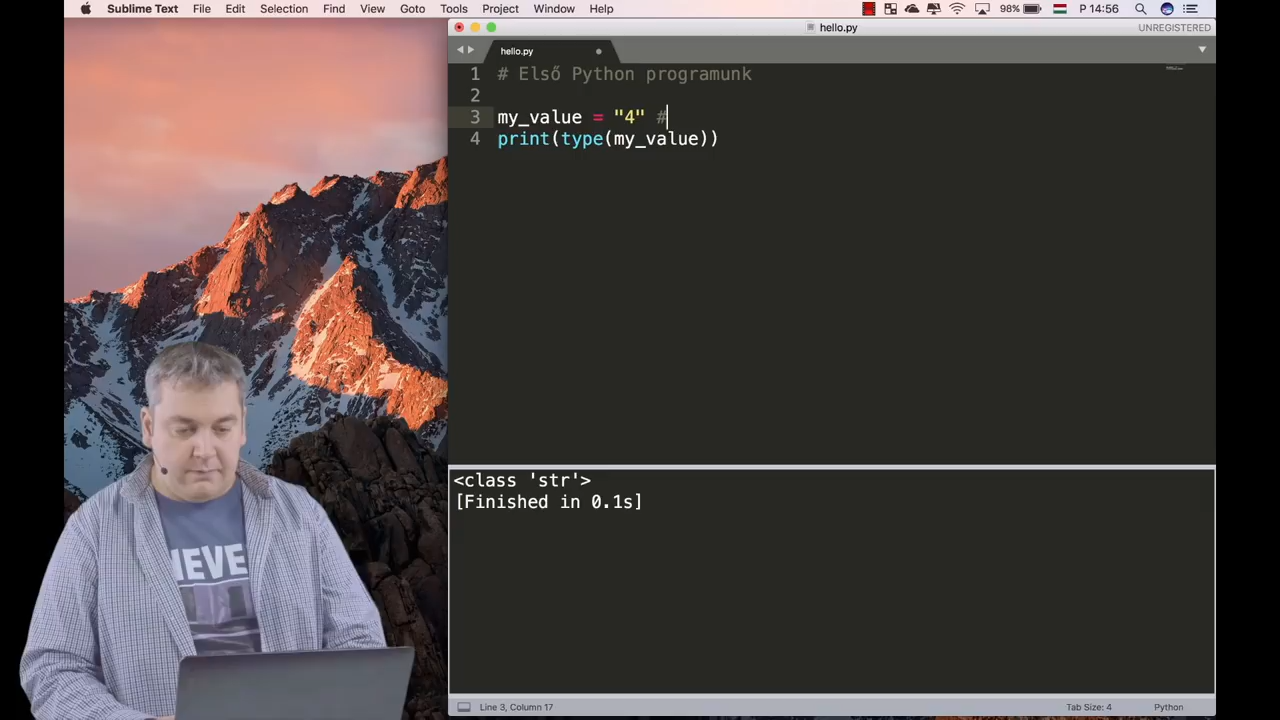 Sublime Text File Edit Selection Find View Goto Tools Project Window Help 98% P 14:56
hello.py UNREGISTERED
hello.py
1 # Első Python programunk
2
3 my_value = "4" #
4 print(type(my_value))
<class 'str'>
[Finished in 0.1s]
IEVE
Line 3, Column 17 Tab Size: 4 Python